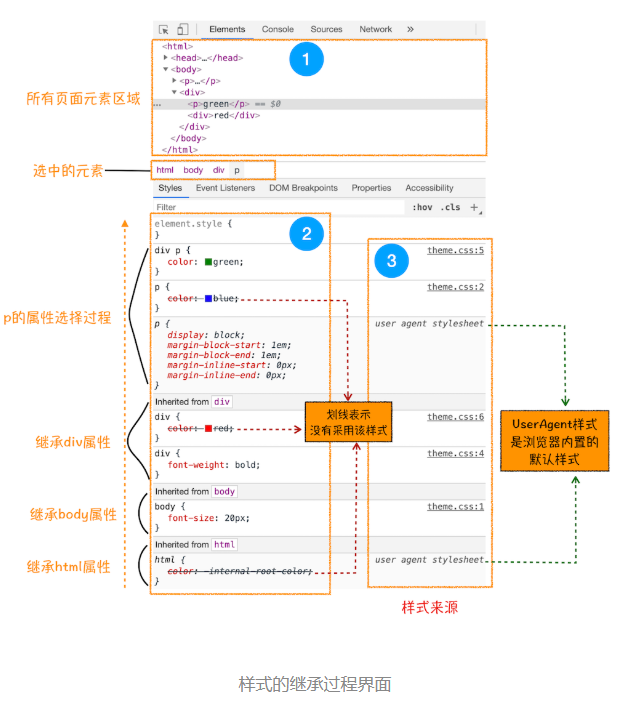 Elements Console Sources Network »
<html>
▶<head>…</head>
▼<body>
▶<p>…</p>
▼<div>
… <p>green</p> == $0
<div>red</div>
</div>
</body>
</html>
1
所有页面元素区域
选中的元素
html body div p
Styles Event Listeners DOM Breakpoints Properties Accessibility
Filter :hov .cls +
element.style {
}
2
div p { theme.css:5
color: green;
}
3
p { theme.css:2
color: blue;
}
p的属性选择过程
p { user agent stylesheet
display: block;
margin-block-start: 1em;
margin-block-end: 1em;
margin-inline-start: 0px;
margin-inline-end: 0px;
}
Inherited from div
div { theme.css:6
color: red;
}
划线表示
没有采用该样式
UserAgent样式
是浏览器内置的
默认样式
继承div属性
div { theme.css:4
font-weight: bold;
}
Inherited from body
继承body属性
body { theme.css:1
font-size: 20px;
}
Inherited from html
继承html属性
html { user agent stylesheet
color: -internal-root-color;
}
样式来源
样式的继承过程界面